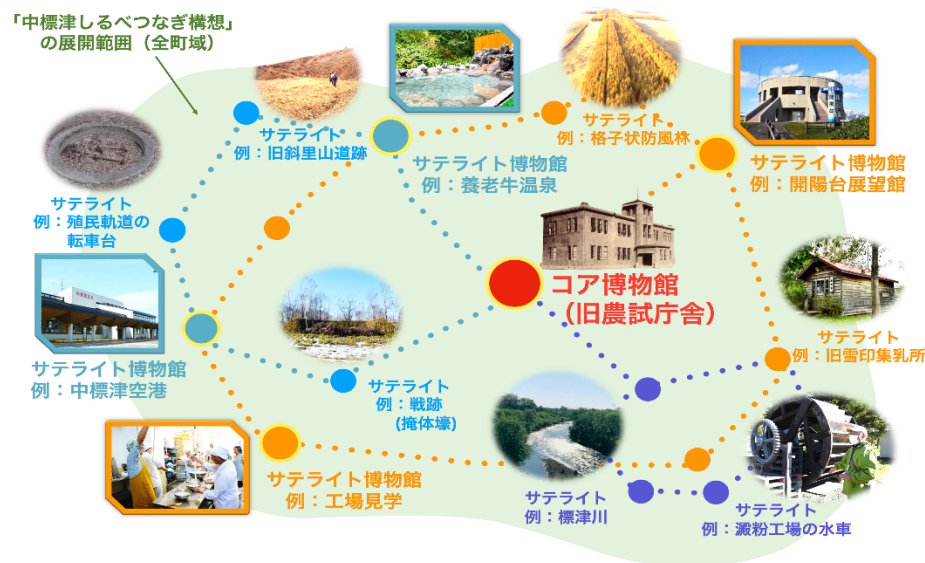 「中標津しるべつなぎ構想」
の展開範囲（全町域）
サテライト
例：旧斜里山道跡
サテライト
例：格子状防風林
サテライト博物館
例：養老牛温泉
サテライト博物館
例：開陽台展望館
サテライト
例：殖民軌道の
転車台
コア博物館
（旧農試庁舎）
サテライト
例：旧雪印集乳所
サテライト博物館
例：中標津空港
サテライト
例：戦跡
(掩体壕)
サテライト博物館
例：工場見学
サテライト
例：標津川
サテライト
例：澱粉工場の水車